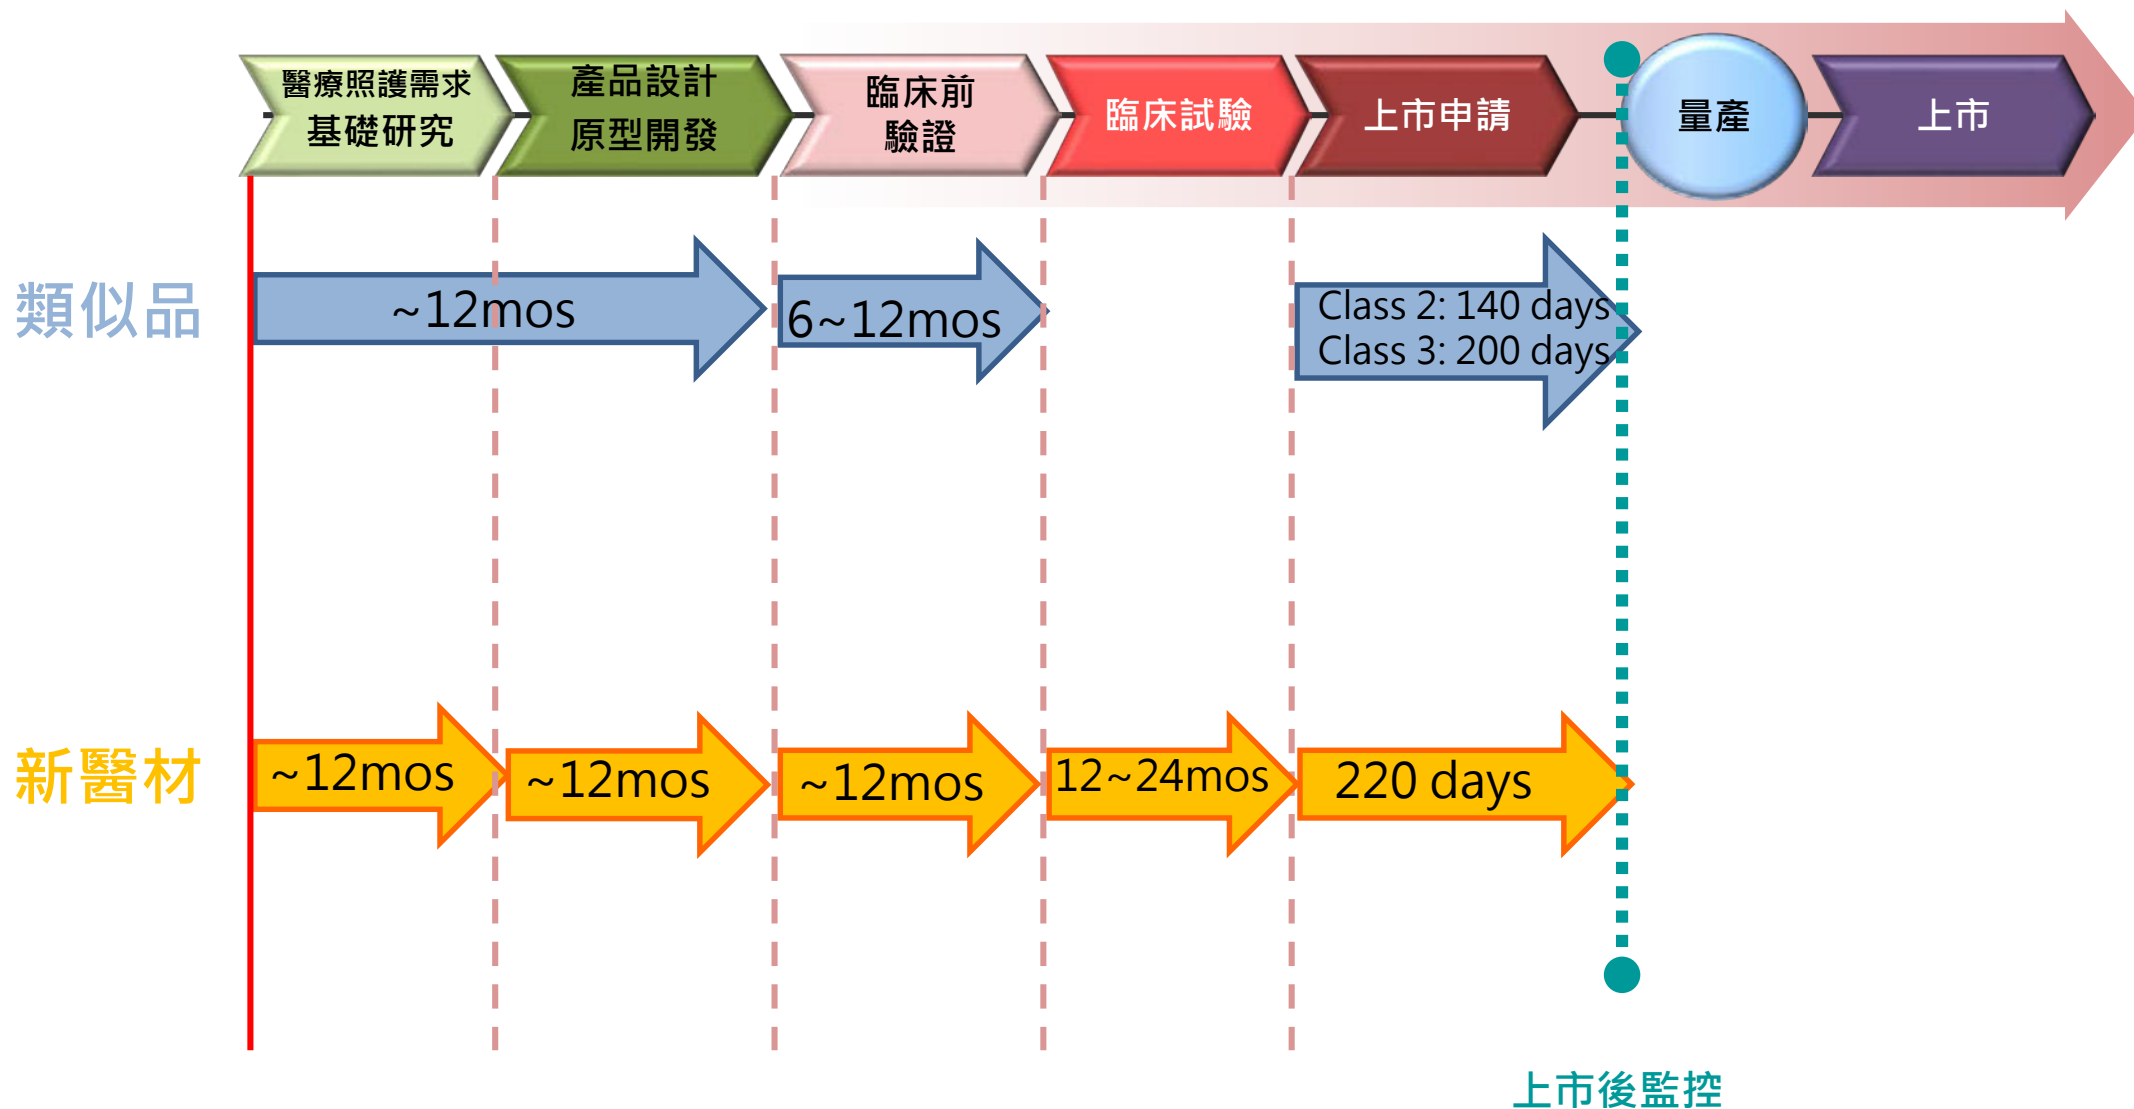 醫療照護需求
基礎研究
產品設計
原型開發
臨床前
驗證
臨床試驗
上市申請
量產
上市
類似品
~12mos
6~12mos
Class 2: 140 days
Class 3: 200 days
新醫材
~12mos
~12mos
~12mos
12~24mos
220 days
上市後監控